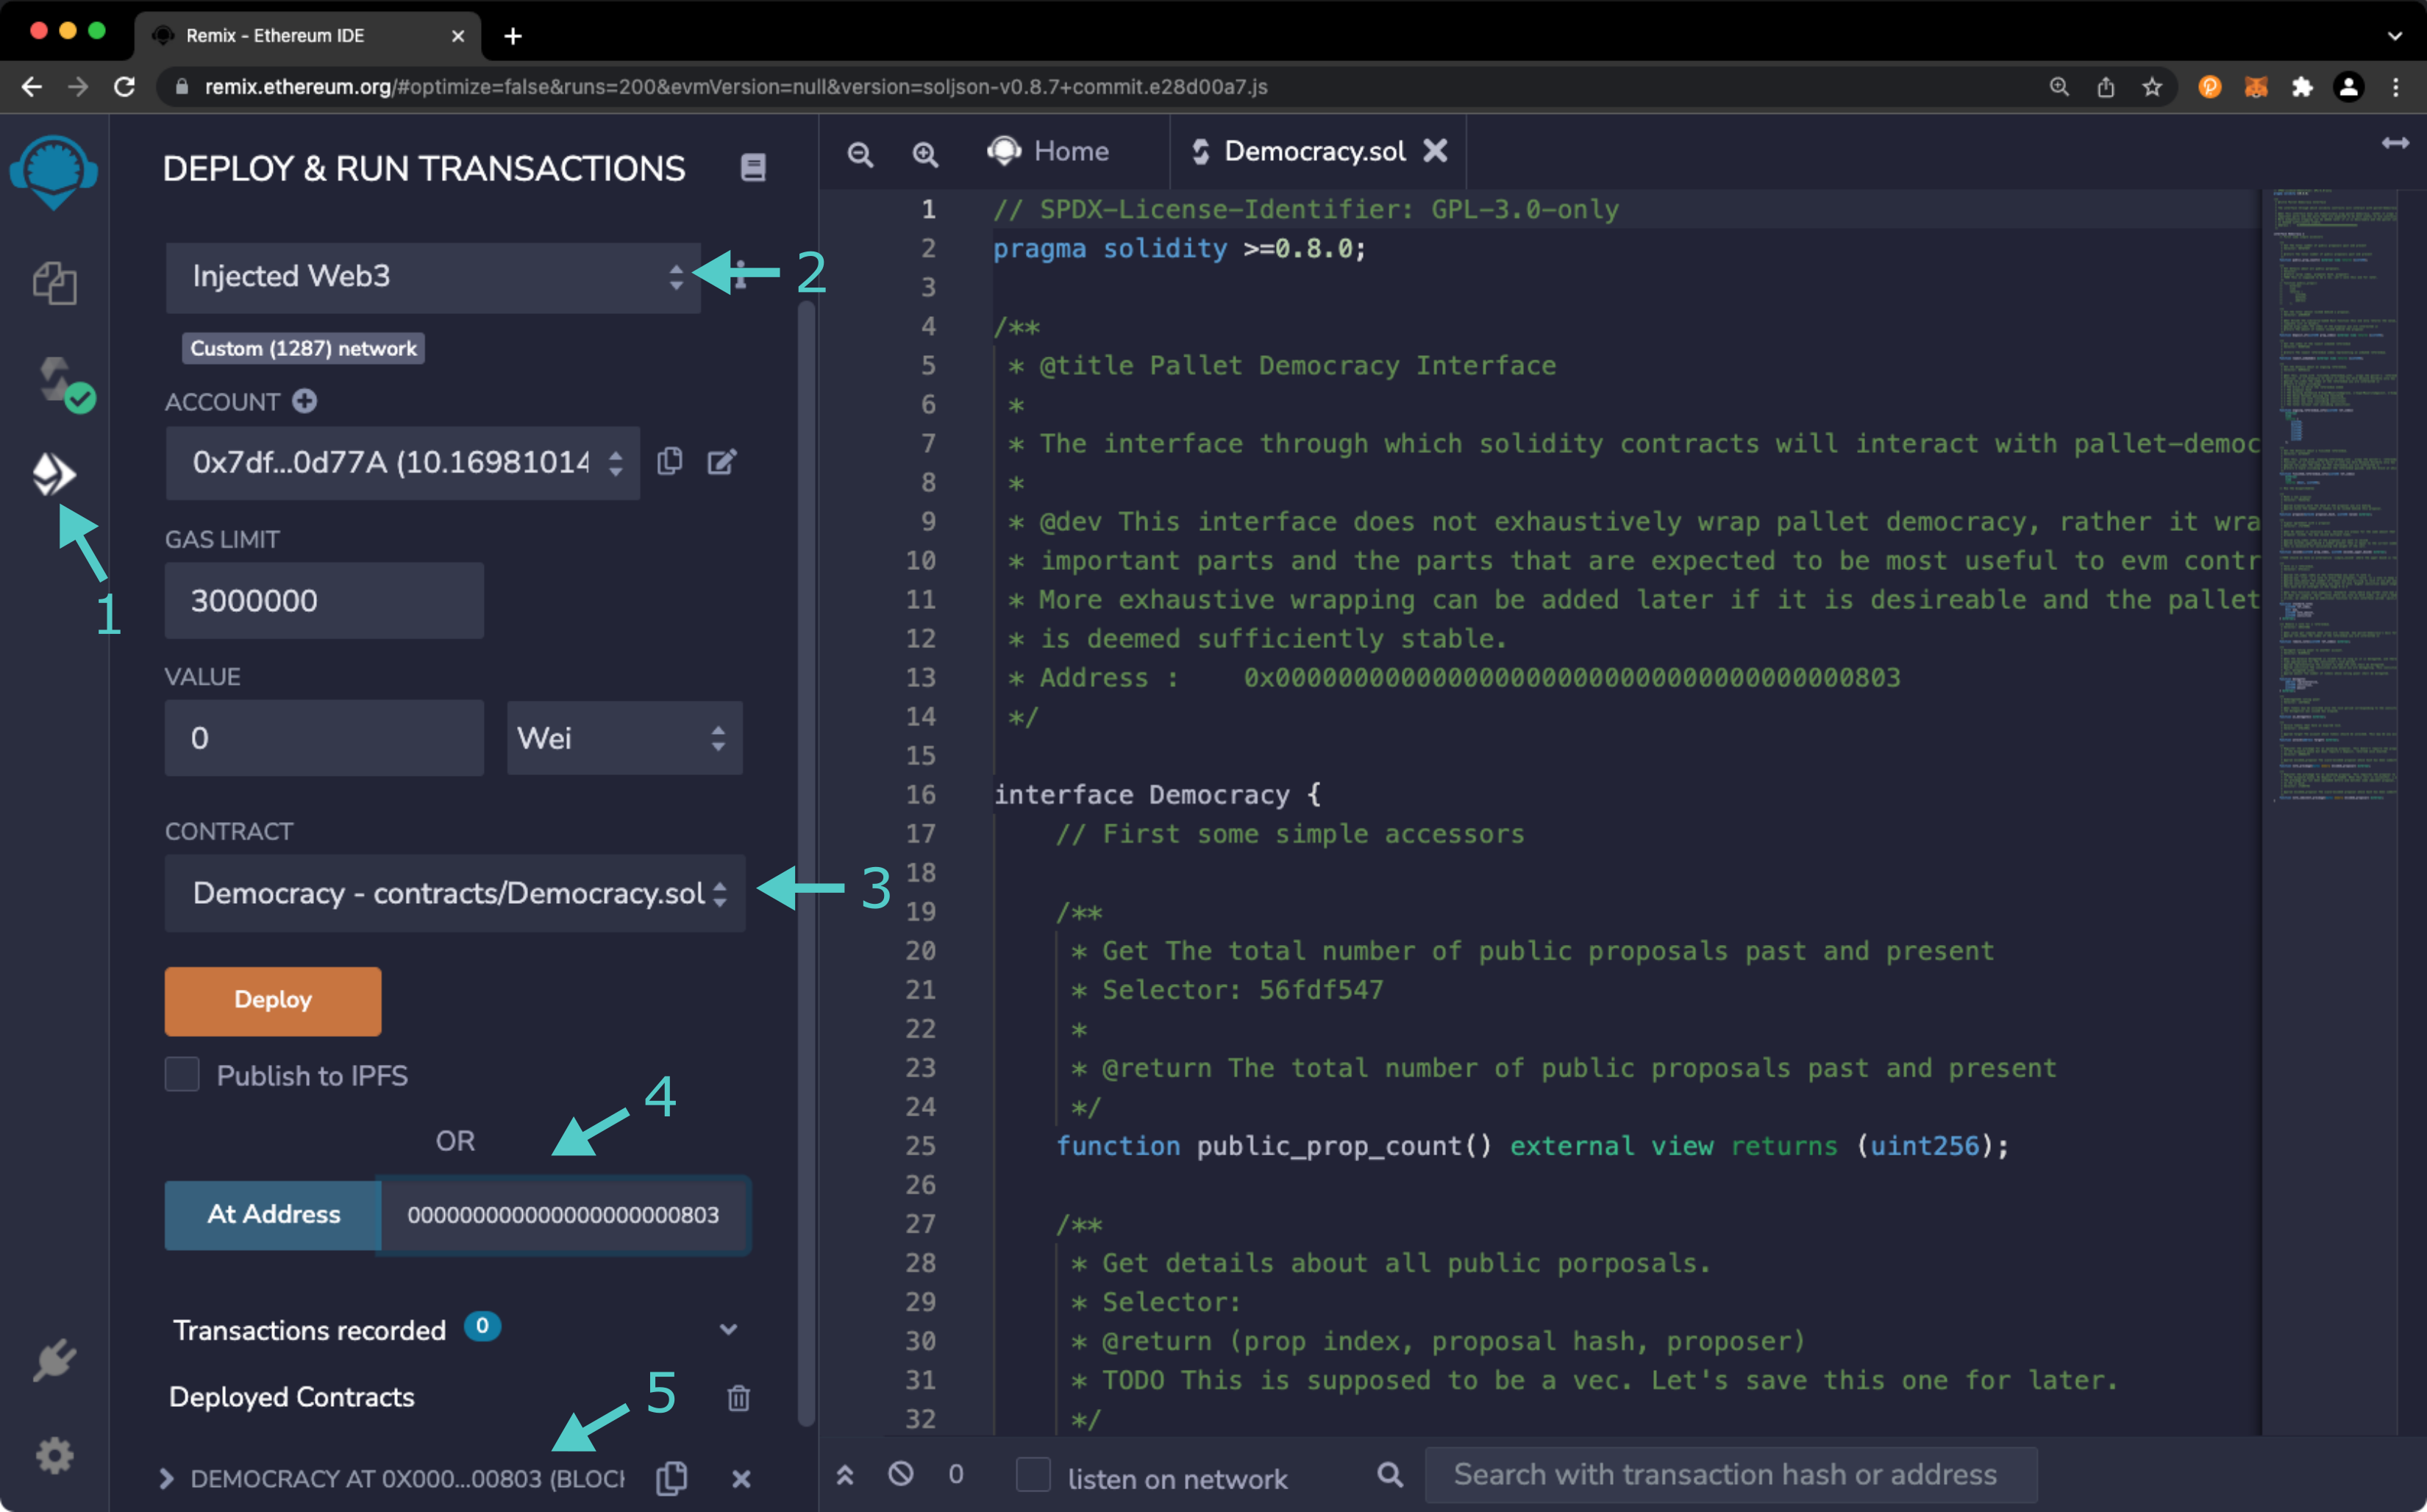 Remix - Ethereum IDE
remix.ethereum.org/#optimize=false&runs=200&evmVersion=null&version=soljson-v0.8.7+commit.e28d00a7.js
DEPLOY & RUN TRANSACTIONS
Injected Web3
2
Custom (1287) network
ACCOUNT
0x7df...0d77A (10.16981014
1
GAS LIMIT
3000000
VALUE
0
Wei
CONTRACT
Democracy - contracts/Democracy.sol
3
Deploy
Publish to IPFS
4
OR
At Address
000000000000000000000000803
Transactions recorded 0
Deployed Contracts
5
DEMOCRACY AT 0X000...00803 (BLOCK
Home
Democracy.sol
1 // SPDX-License-Identifier: GPL-3.0-only
2 pragma solidity >=0.8.0;
3
4 /**
5 * @title Pallet Democracy Interface
6 *
7 * The interface through which solidity contracts will interact with pallet-democ
8 *
9 * @dev This interface does not exhaustively wrap pallet democracy, rather it wra
10 * important parts and the parts that are expected to be most useful to evm contr
11 * More exhaustive wrapping can be added later if it is desireable and the pallet
12 * is deemed sufficiently stable.
13 * Address :    0x0000000000000000000000000000000000000803
14 */
15
16 interface Democracy {
17 // First some simple accessors
18
19 /**
20 * Get The total number of public proposals past and present
21 * Selector: 56fdf547
22 *
23 * @return The total number of public proposals past and present
24 */
25 function public_prop_count() external view returns (uint256);
26
27 /**
28 * Get details about all public porposals.
29 * Selector:
30 * @return (prop index, proposal hash, proposer)
31 * TODO This is supposed to be a vec. Let's save this one for later.
32 */
0
listen on network
Search with transaction hash or address